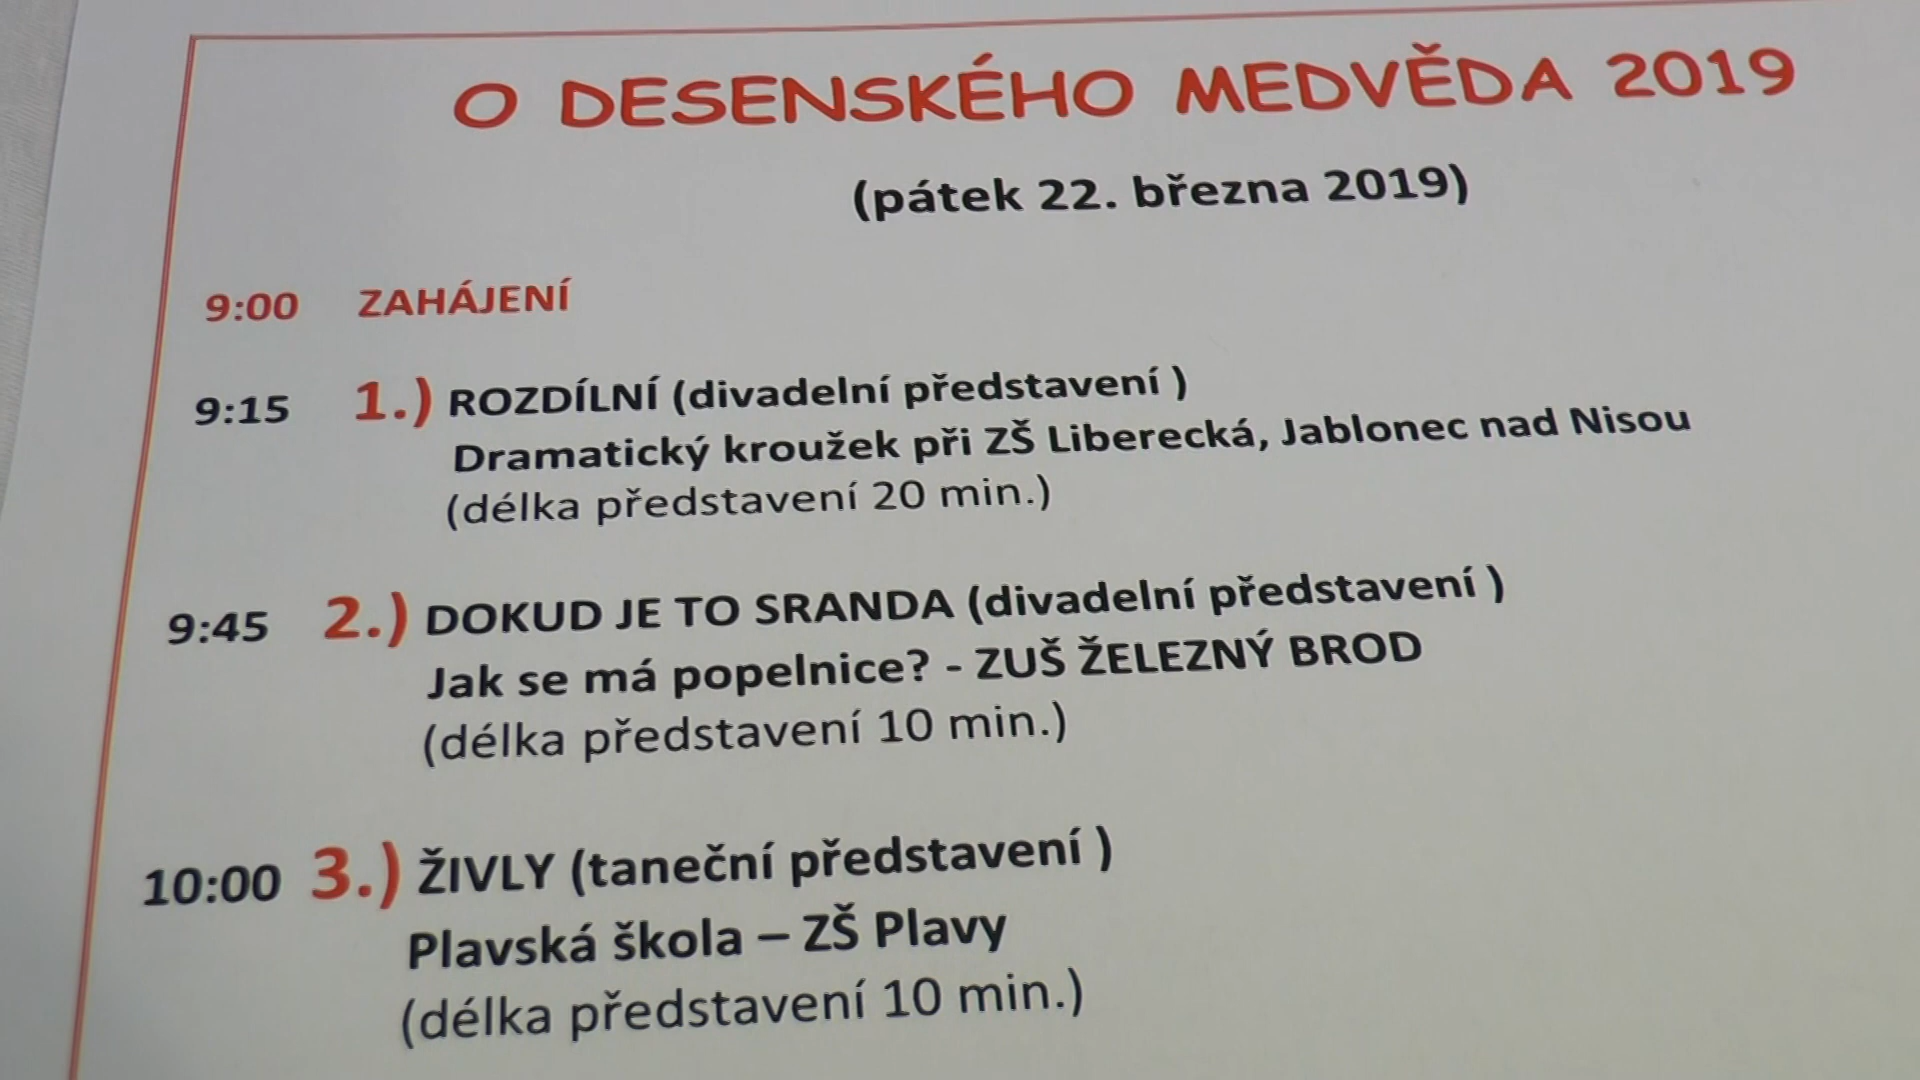 O DESENSKÉHO MEDVĚDA 2019
(pátek 22. března 2019)
9:00 ZAHÁJENÍ
9:15 1.) ROZDÍLNÍ (divadelní představení )
Dramatický kroužek při ZŠ Liberecká, Jablonec nad Nisou
(délka představení 20 min.)
9:45 2.) DOKUD JE TO SRANDA (divadelní představení )
Jak se má popelnice? - ZUŠ ŽELEZNÝ BROD
(délka představení 10 min.)
10:00 3.) ŽIVLY (taneční představení )
Plavská škola – ZŠ Plavy
(délka představení 10 min.)